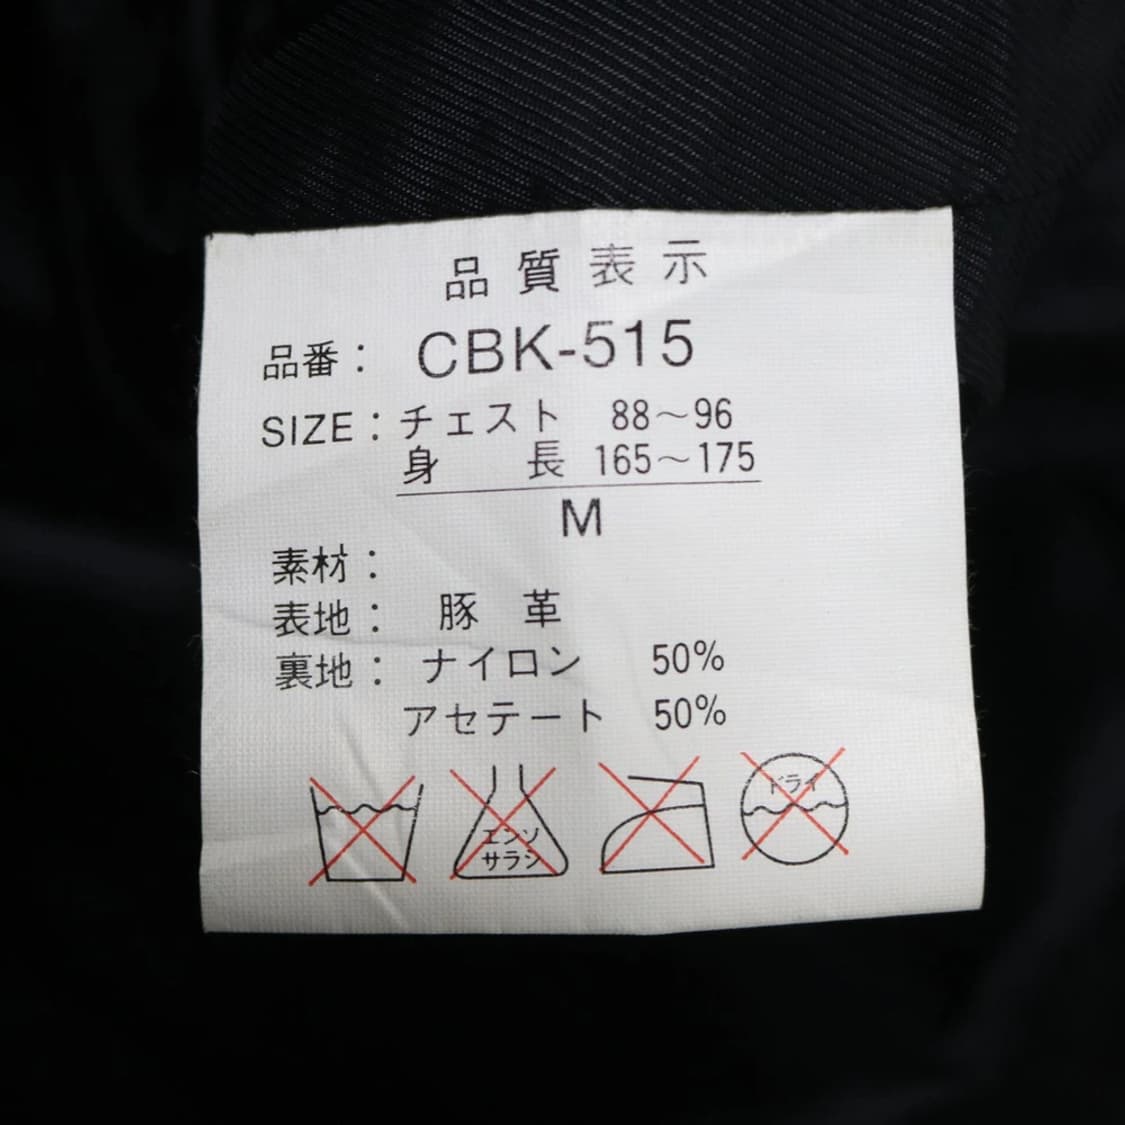 品質表示
品番： CBK-515
SIZE：チェスト 88〜96
身 長 165〜175
M
素材：
表地： 豚 革
裏地： ナイロン 50%
アセテート 50%
エンソ
サラシ
ドライ